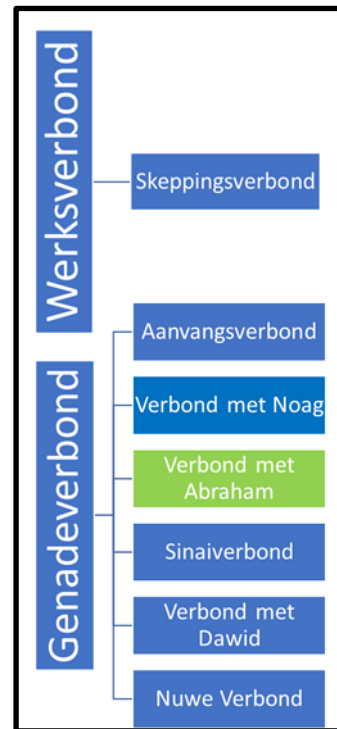 Werksverbond
Skeppingsverbond
Genadeverbond
Aanvangsverbond
Verbond met Noag
Verbond met
Abraham
Sinaiverbond
Verbond met
Dawid
Nuwe Verbond